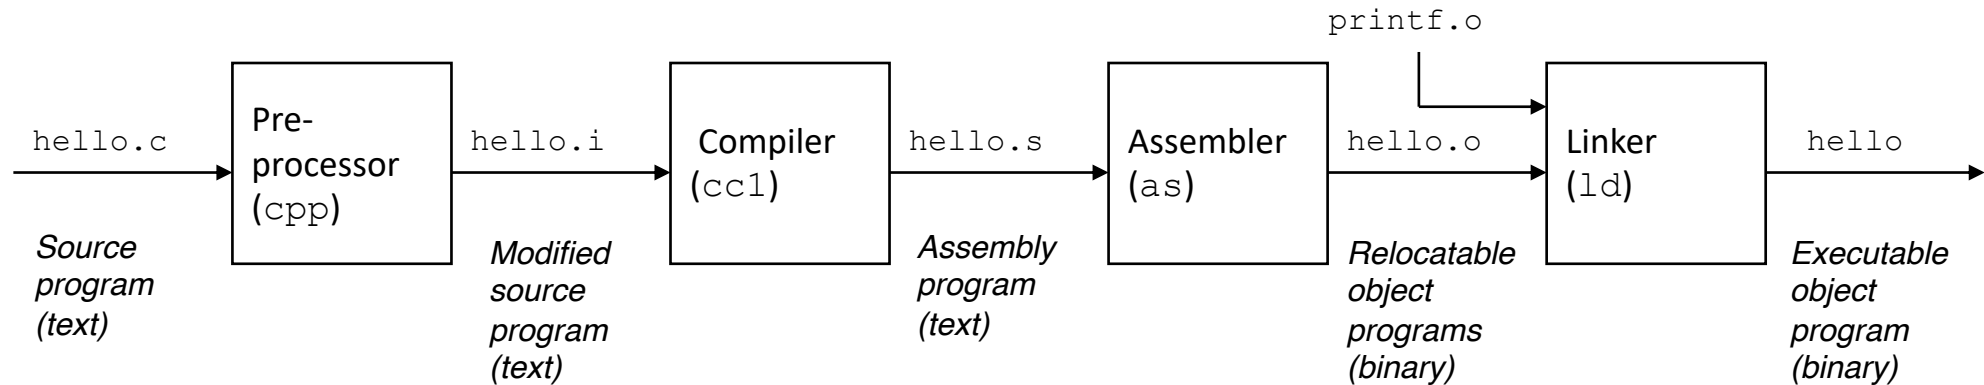 printf.o
hello.c
Pre-
processor
(cpp)
hello.i
Compiler
(cc1)
hello.s
Assembler
(as)
hello.o
Linker
(ld)
hello
Source
program
(text)
Modified
source
program
(text)
Assembly
program
(text)
Relocatable
object
programs
(binary)
Executable
object
program
(binary)